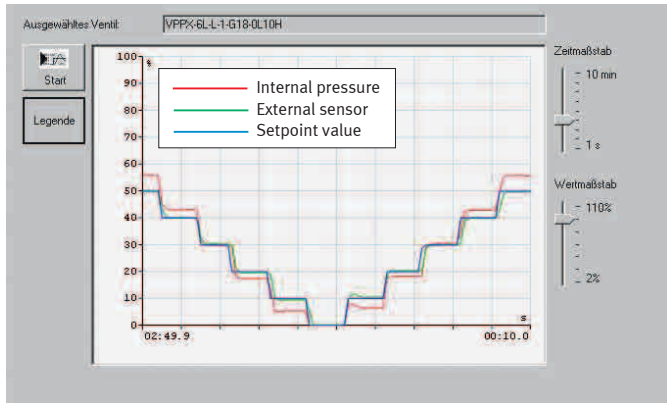 Ausgewähltes Ventil: VPPX-6L-L-1-G18-0L10H
Start
Legende
%
100
90
80
70
60
50
40
30
20
10
0
Internal pressure
External sensor
Setpoint value
s
02:49.9
00:10.0
Zeitmaßstab
10 min
1 s
Wertmaßstab
110%
2%